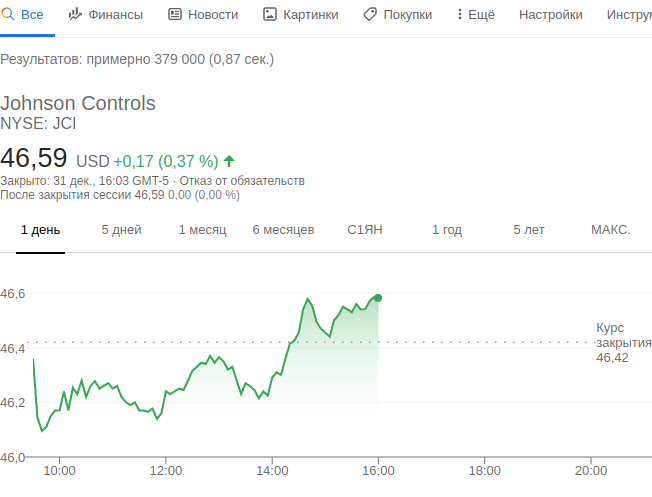 Все Финансы Новости Картинки Покупки Ещё Настройки Инстру
Результатов: примерно 379 000 (0,87 сек.)
Johnson Controls
NYSE: JCI
46,59 USD +0,17 (0,37 %)
Закрыто: 31 дек., 16:03 GMT-5 · Отказ от обязательств
После закрытия сессии 46,59 0,00 (0,00 %)
1 день 5 дней 1 месяц 6 месяцев С1ЯН 1 год 5 лет МАКС.
46,6
Курс
закрытия
46,4
46,42
46,2
46,0
10:00 12:00 14:00 16:00 18:00 20:00